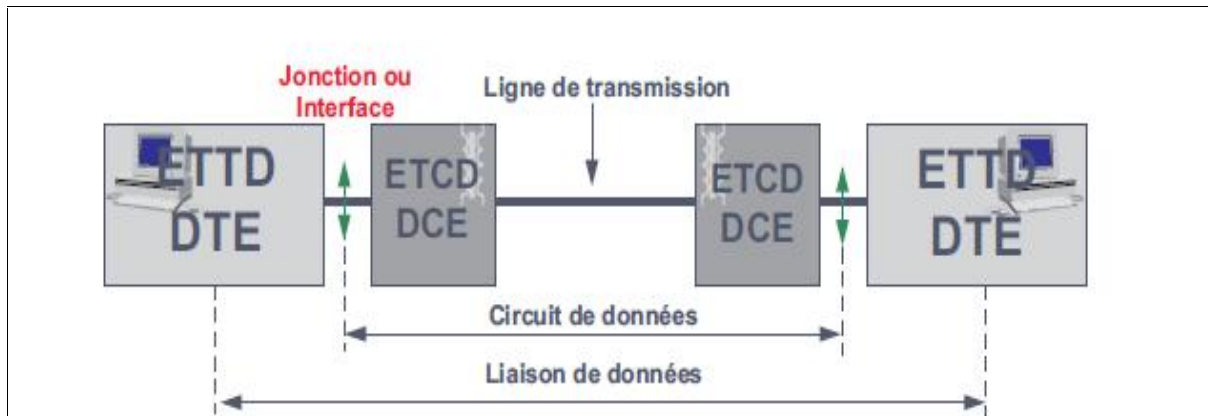 Jonction ou
Interface
Ligne de transmission
ETTD
DTE
ETCD
DCE
ETCD
DCE
ETTD
DTE
Circuit de données
Liaison de données